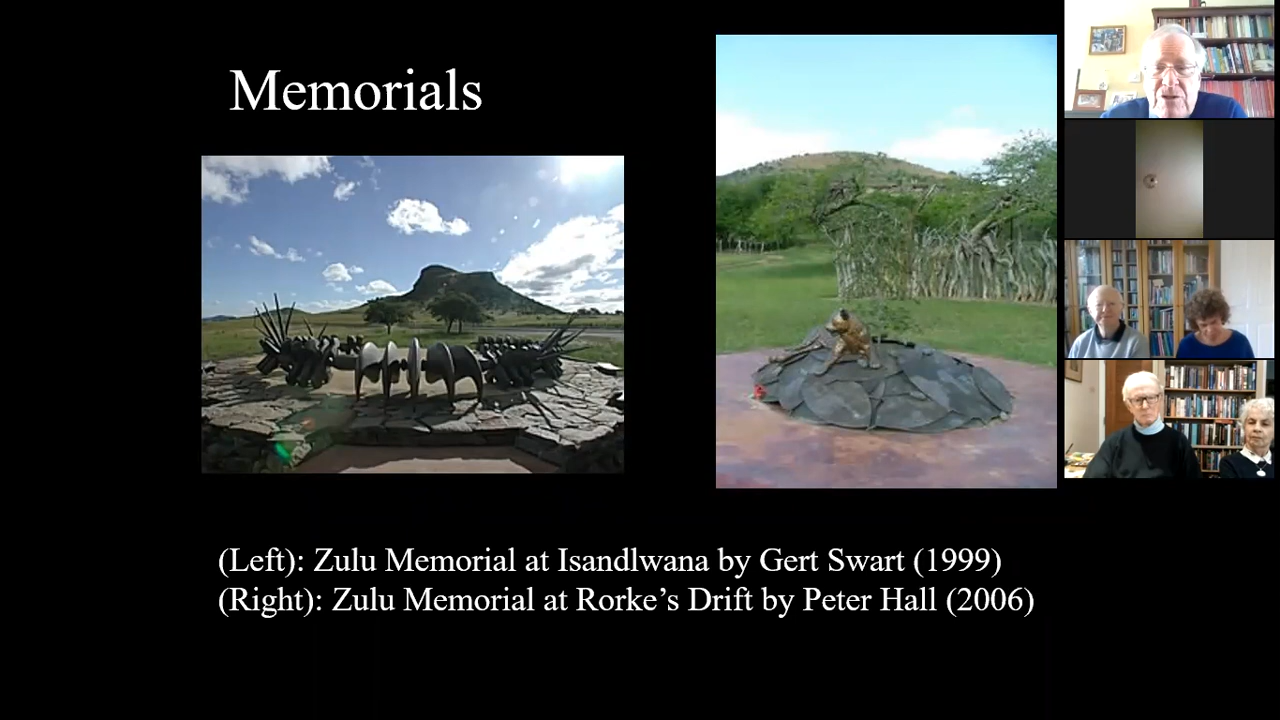 Memorials
(Left): Zulu Memorial at Isandlwana by Gert Swart (1999)
(Right): Zulu Memorial at Rorke’s Drift by Peter Hall (2006)